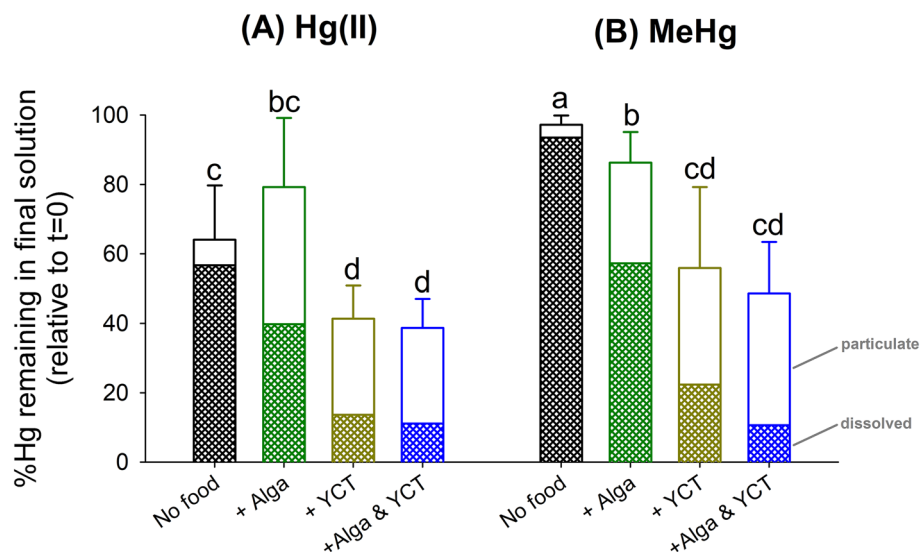 (A) Hg(II)
(B) MeHg
%Hg remaining in final solution
(relative to t=0)
100
80
60
40
20
0
c
bc
d
d
a
b
cd
cd
particulate
dissolved
No food
+ Alga
+ YCT
+Alga & YCT
No food
+ Alga
+ YCT
+Alga & YCT